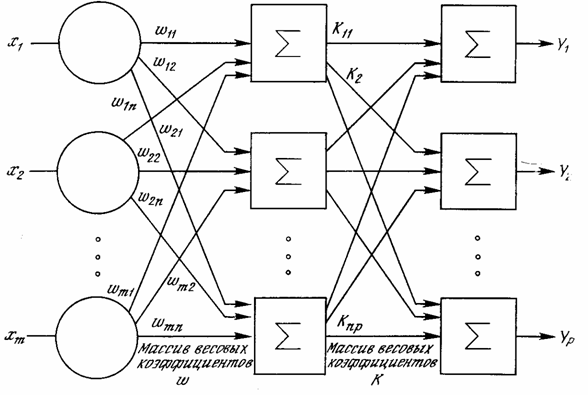 x1 w11 Σ K11 Σ y1
w12 K2
w1n w21
x2 w22 Σ Σ y2
w2n
wm1 wm2
xm wmn Σ Knp Σ yp
Массив весовых Массив весовых
коэффициентов коэффициентов
w K